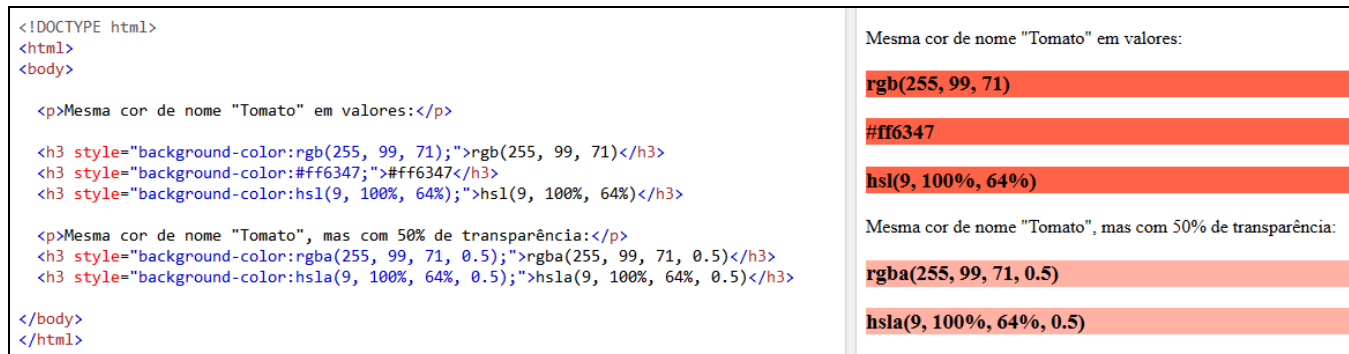 <!DOCTYPE html>
<html>
<body>
<p>Mesma cor de nome "Tomato" em valores:</p>
<h3 style="background-color:rgb(255, 99, 71);">rgb(255, 99, 71)</h3>
<h3 style="background-color:#ff6347;">#ff6347</h3>
<h3 style="background-color:hsl(9, 100%, 64%);">hsl(9, 100%, 64%)</h3>
<p>Mesma cor de nome "Tomato", mas com 50% de transparência:</p>
<h3 style="background-color:rgba(255, 99, 71, 0.5);">rgba(255, 99, 71, 0.5)</h3>
<h3 style="background-color:hsla(9, 100%, 64%, 0.5);">hsla(9, 100%, 64%, 0.5)</h3>
</body>
</html>
Mesma cor de nome "Tomato" em valores:
rgb(255, 99, 71)
#ff6347
hsl(9, 100%, 64%)
Mesma cor de nome "Tomato", mas com 50% de transparência:
rgba(255, 99, 71, 0.5)
hsla(9, 100%, 64%, 0.5)